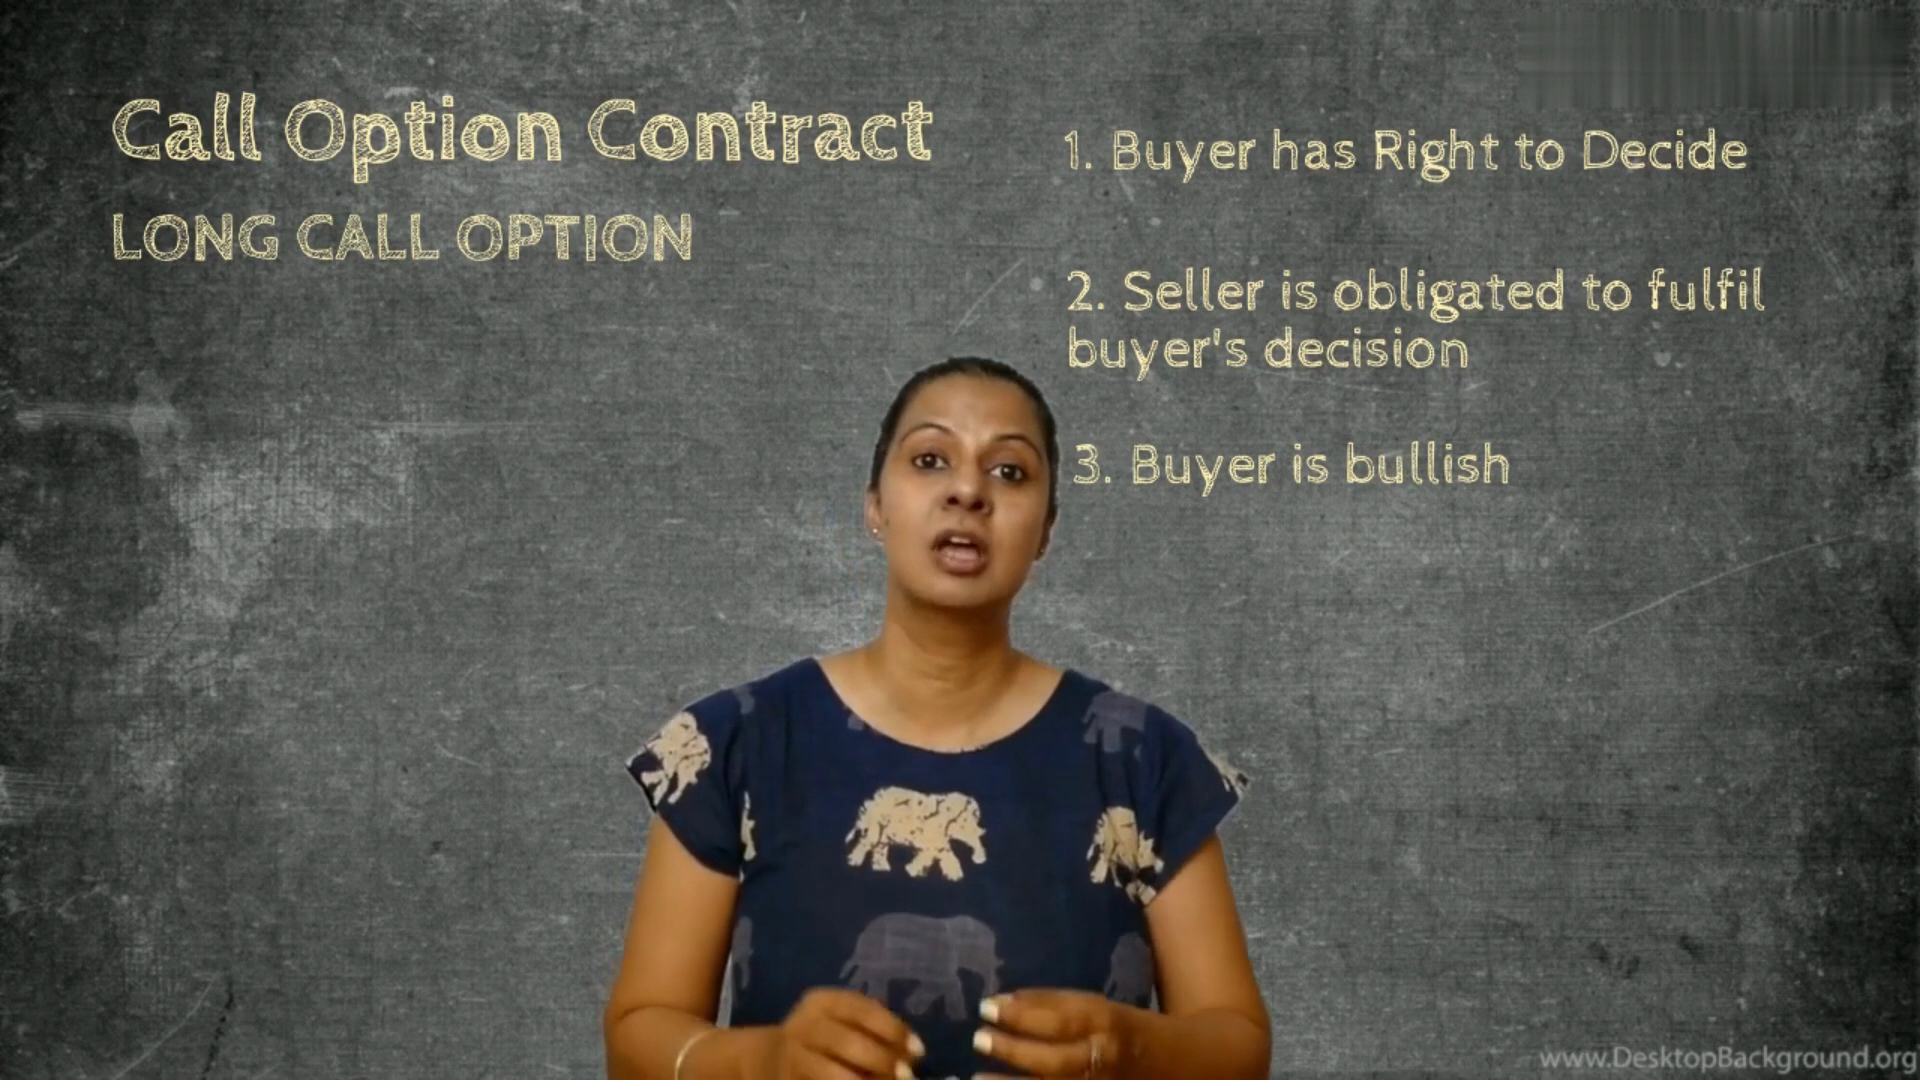 Call Option Contract
LONG CALL OPTION
1. Buyer has Right to Decide
2. Seller is obligated to fulfil
buyer's decision
3. Buyer is bullish
www.DesktopBackground.org